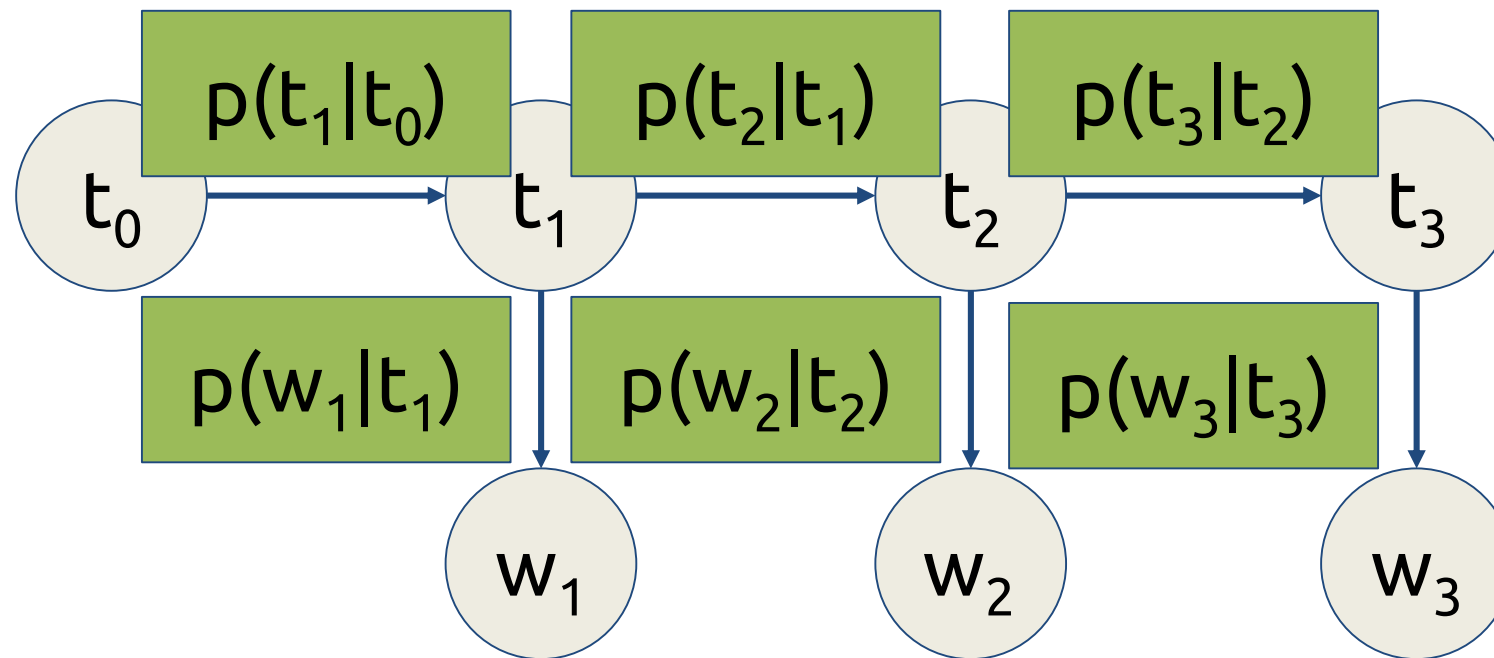 p(t₁|t₀) p(t₂|t₁) p(t₃|t₂)
t₀ t₁ t₂ t₃
p(w₁|t₁) p(w₂|t₂) p(w₃|t₃)
w₁ w₂ w₃